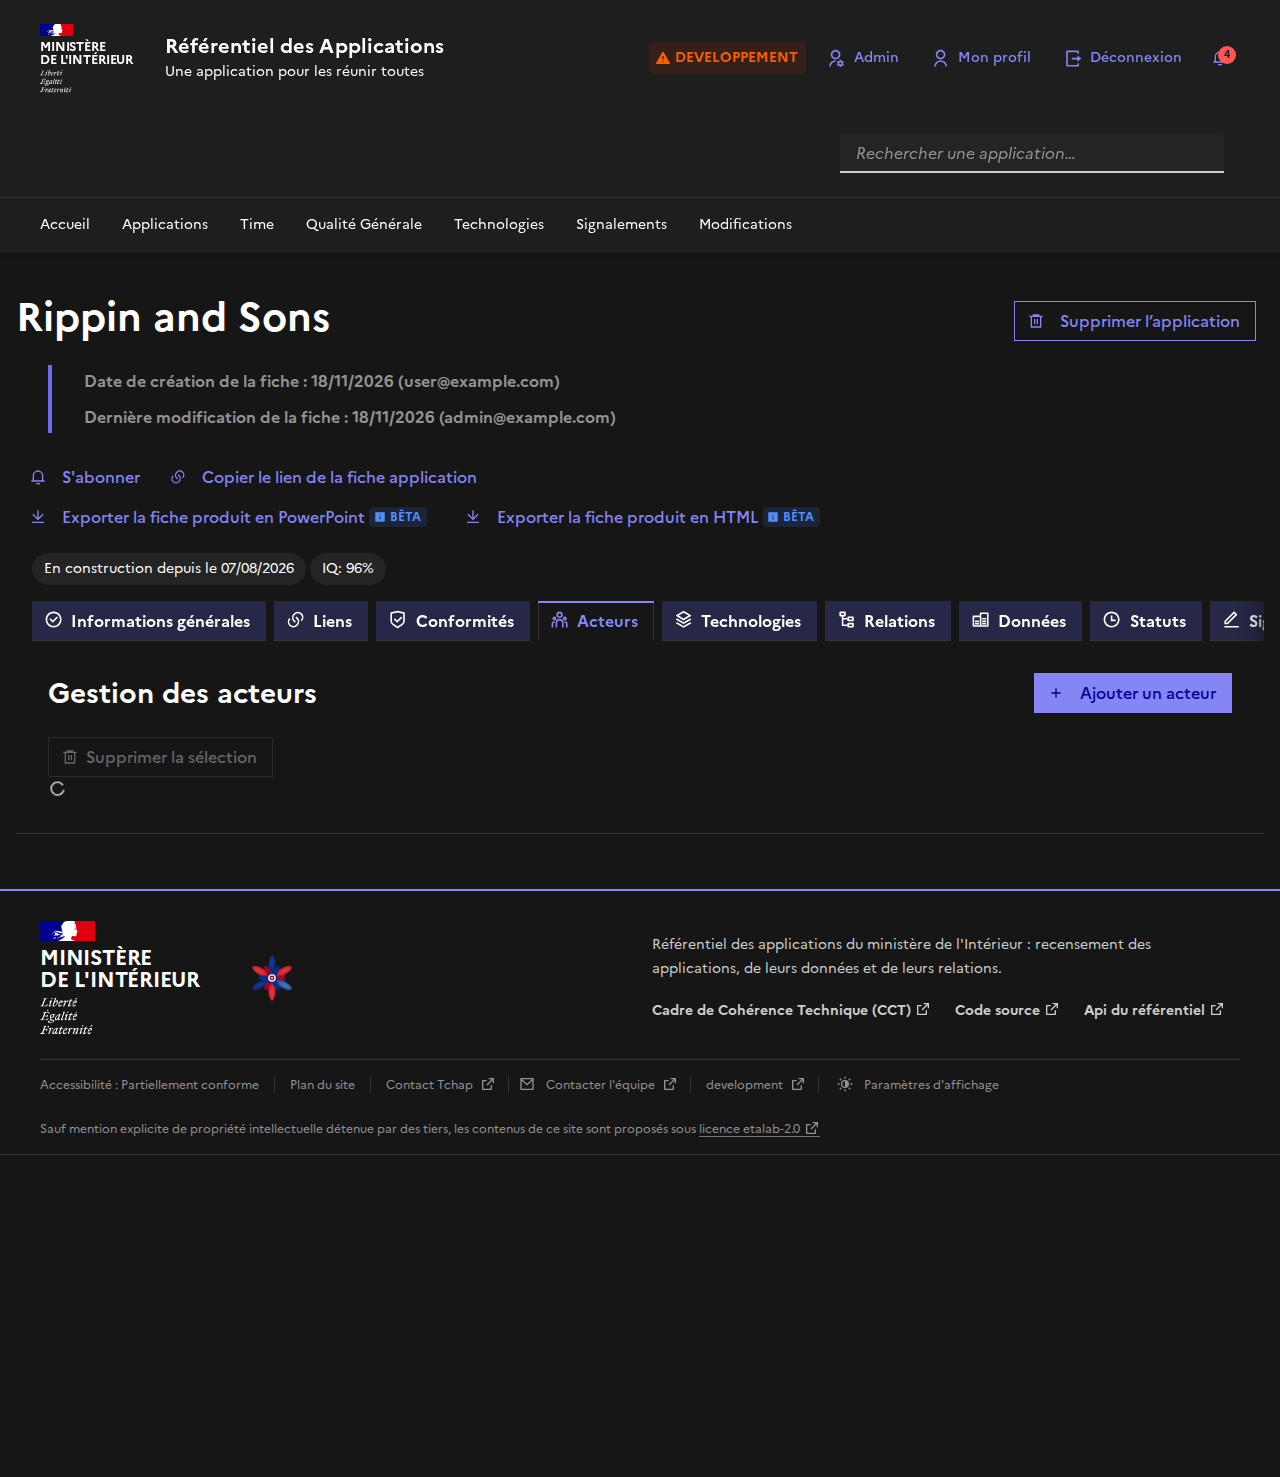 MINISTÈRE
DE L'INTÉRIEUR
Liberté
Égalité
Fraternité
Référentiel des Applications
Une application pour les réunir toutes
DEVELOPPEMENT
Admin
Mon profil
Déconnexion
4
Rechercher une application…
Accueil
Applications
Time
Qualité Générale
Technologies
Signalements
Modifications
Rippin and Sons
Supprimer l’application
Date de création de la fiche : 18/11/2026 (user@example.com)
Dernière modification de la fiche : 18/11/2026 (admin@example.com)
S'abonner
Copier le lien de la fiche application
Exporter la fiche produit en PowerPoint BÊTA
Exporter la fiche produit en HTML BÊTA
En construction depuis le 07/08/2026
IQ: 96%
Informations générales
Liens
Conformités
Acteurs
Technologies
Relations
Données
Statuts
Gestion des acteurs
Ajouter un acteur
Supprimer la sélection
MINISTÈRE
DE L'INTÉRIEUR
Liberté
Égalité
Fraternité
Référentiel des applications du ministère de l'Intérieur : recensement des
applications, de leurs données et de leurs relations.
Cadre de Cohérence Technique (CCT)
Code source
Api du référentiel
Accessibilité : Partiellement conforme
Plan du site
Contact Tchap
Contacter l'équipe
development
Paramètres d'affichage
Sauf mention explicite de propriété intellectuelle détenue par des tiers, les contenus de ce site sont proposés sous licence etalab-2.0